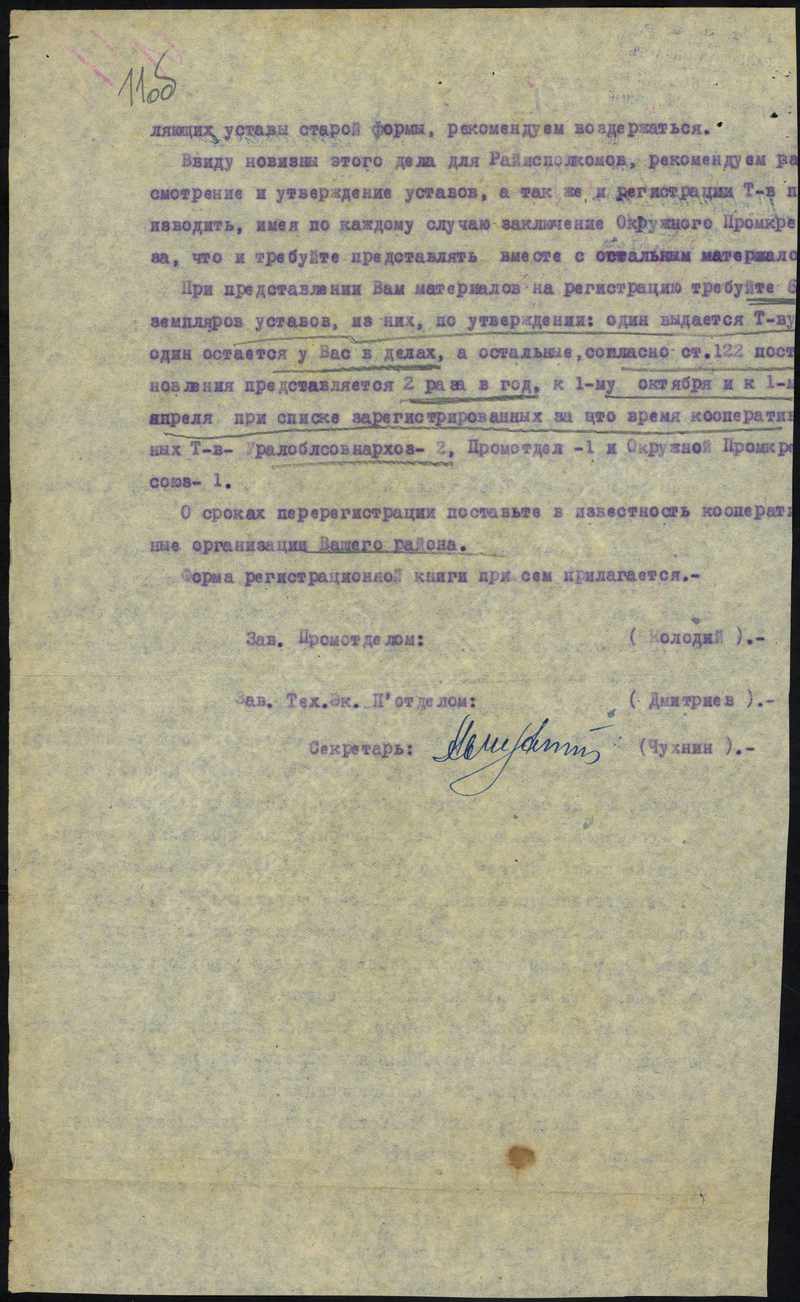 1100
ляющих уставы старой формы, рекомендуем воздержаться.
Ввиду новизны этого дела для Райисполкомов, рекомендуем ра
смотрение и утверждение уставов, а так же и регистрации Т-в п
изводить, имея по каждому случаю заключение Окружного Промкре
за, что и требуйте представлять вместе с остальным материало
При представлении Вам материалов на регистрацию требуйте
земпляров уставов, из них, по утверждении: один выдается Т-ву
один остается у Вас в делах, а остальные, согласно ст.122 пост
новления представляется 2 раза в год, к 1-му октября и к 1-м
апреля при списке зарегистрированных за что время кооператив
ных Т-в- Уралоблсовнархоз- 2, Промотдел -1 и Окружной Промкре
союз- 1.
О сроках перерегистрации поставьте в известность кооперати
ные организации Вашего района.
Форма регистрационной книги при сем прилагается.-
Зав. Промотделом: ( Колодий ).-
Зав. Тех.Эк. П'отделом: ( Дмитриев ).-
Секретарь: (Чухнин ).-